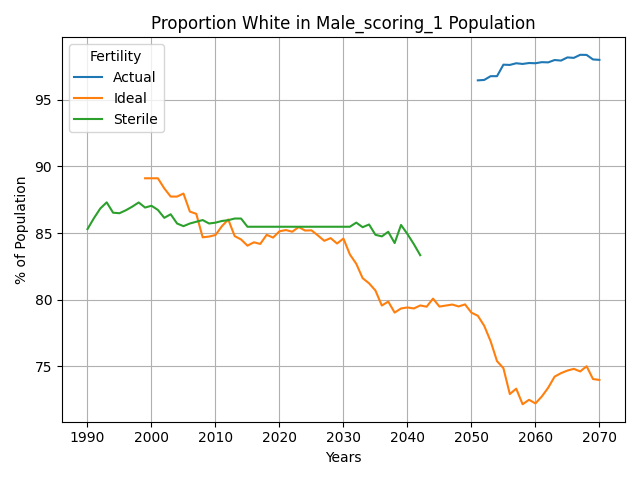 Proportion White in Male_scoring_1 Population
Fertility
Actual
Ideal
Sterile
% of Population
95
90
85
80
75
1990 2000 2010 2020 2030 2040 2050 2060 2070
Years